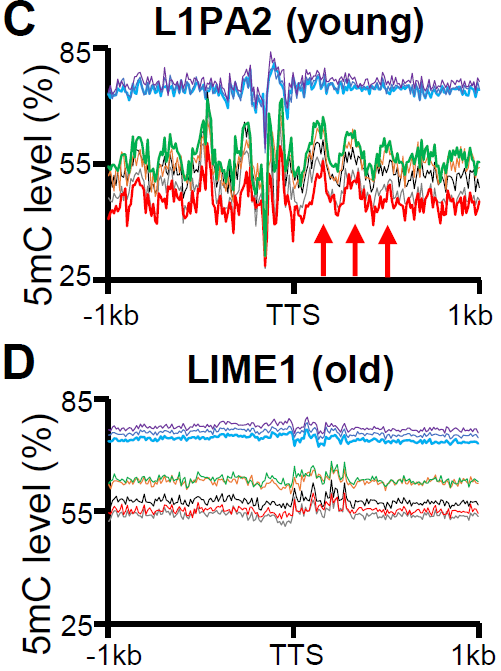 C
L1PA2 (young)
85
55
25
5mC level (%)
-1kb
TTS
1kb
D
LIME1 (old)
85
55
25
5mC level (%)
-1kb
TTS
1kb